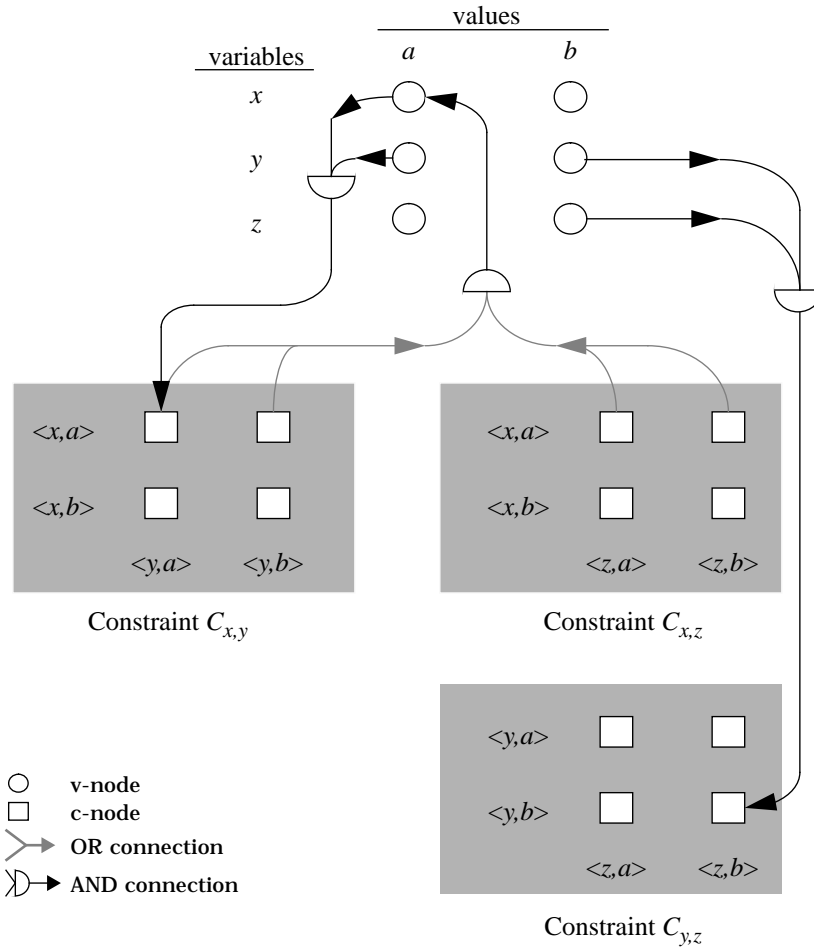 values
variables a b
x
y
z
<x,a> <x,a>
<x,b> <x,b>
<y,a> <y,b> <z,a> <z,b>
Constraint C_{x,y} Constraint C_{x,z}
<y,a>
<y,b>
<z,a> <z,b>
Constraint C_{y,z}
v-node
c-node
OR connection
AND connection